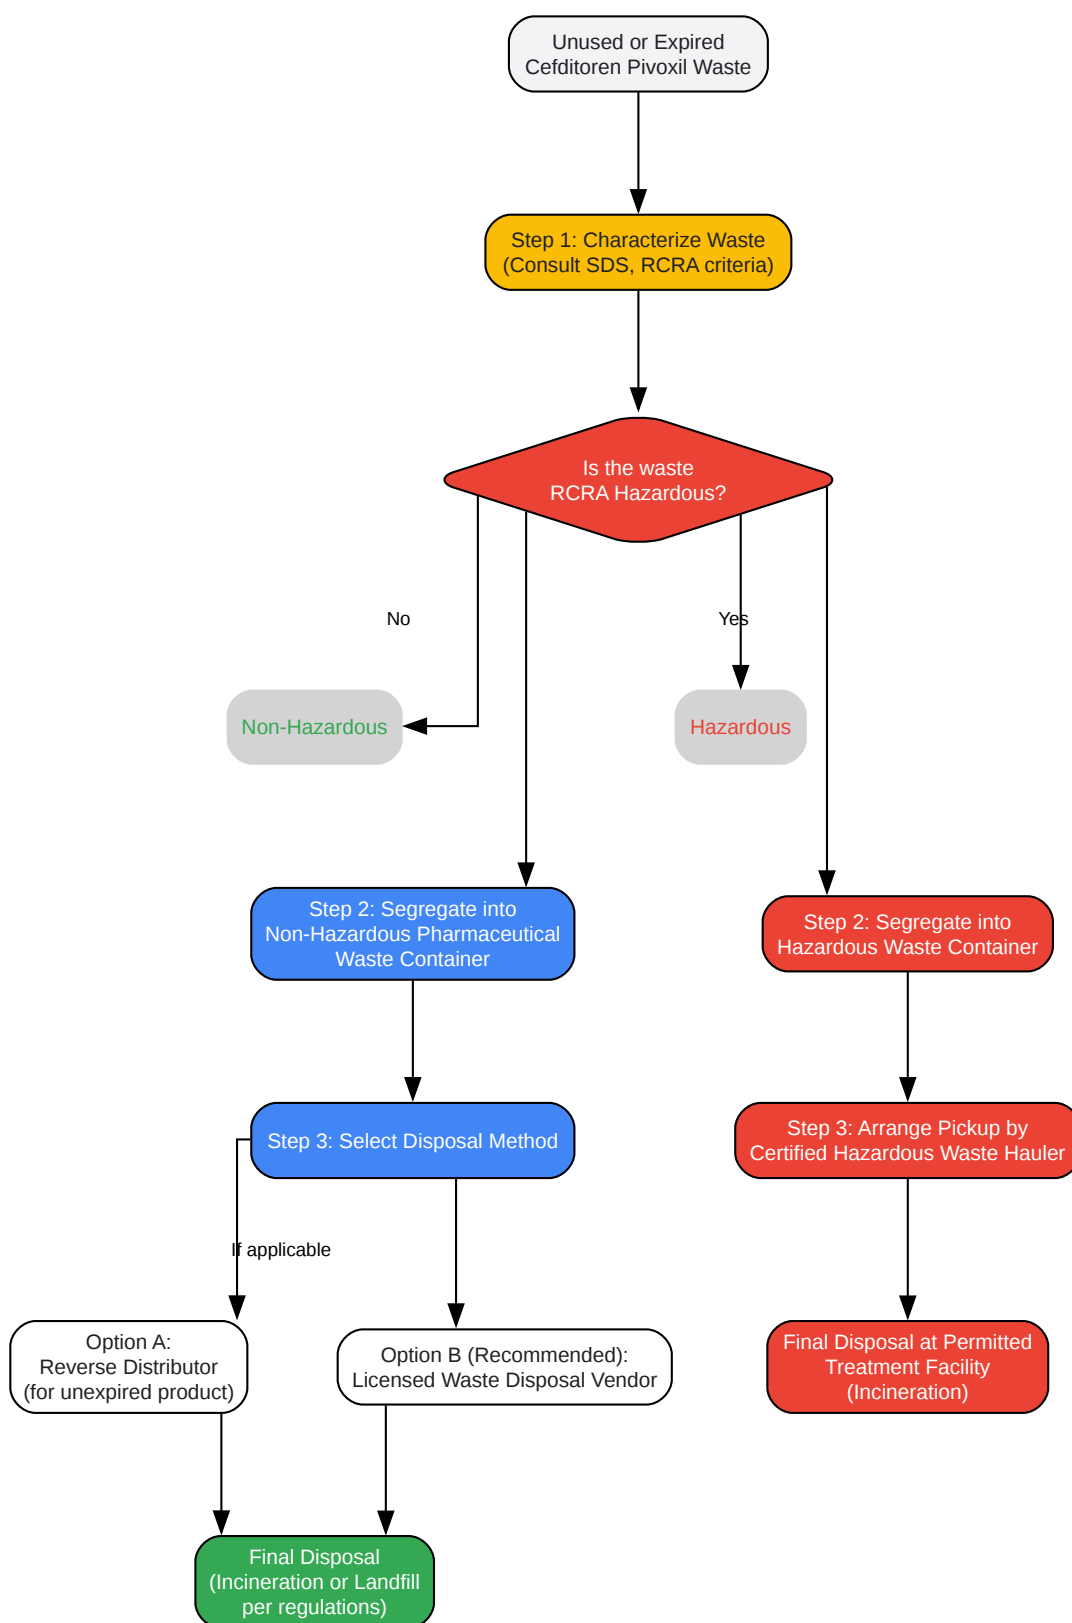 Unused or Expired
Cefditoren Pivoxil Waste
Step 1: Characterize Waste
(Consult SDS, RCRA criteria)
Is the waste
RCRA Hazardous?
No
Yes
Non-Hazardous
Hazardous
Step 2: Segregate into
Non-Hazardous Pharmaceutical
Waste Container
Step 2: Segregate into
Hazardous Waste Container
Step 3: Select Disposal Method
Step 3: Arrange Pickup by
Certified Hazardous Waste Hauler
If applicable
Option A:
Reverse Distributor
(for unexpired product)
Option B (Recommended):
Licensed Waste Disposal Vendor
Final Disposal at Permitted
Treatment Facility
(Incineration)
Final Disposal
(Incineration or Landfill
per regulations)